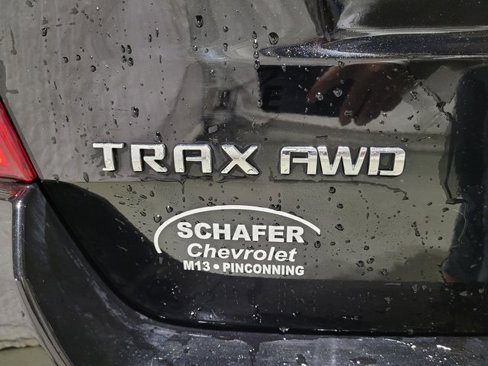 TRAX AWD
SCHAFER
Chevrolet
M13 • PINCONNING